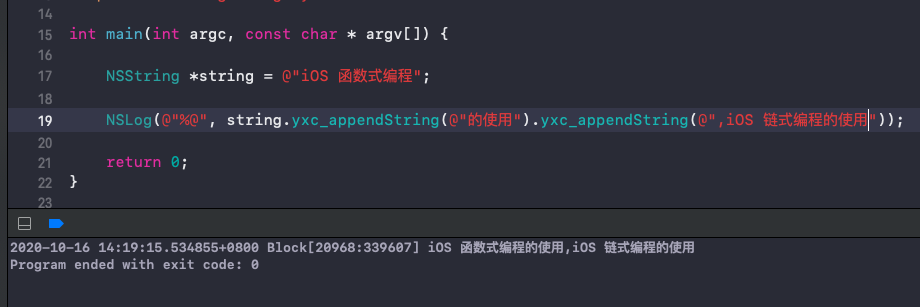 14
15 int main(int argc, const char * argv[]) {
16
17 NSString *string = @"iOS 函数式编程";
18
19 NSLog(@"%@", string.yxc_appendString(@"的使用").yxc_appendString(@",iOS 链式编程的使用"));
20
21 return 0;
22 }
23
2020-10-16 14:19:15.534855+0800 Block[20968:339607] iOS 函数式编程的使用,iOS 链式编程的使用
Program ended with exit code: 0